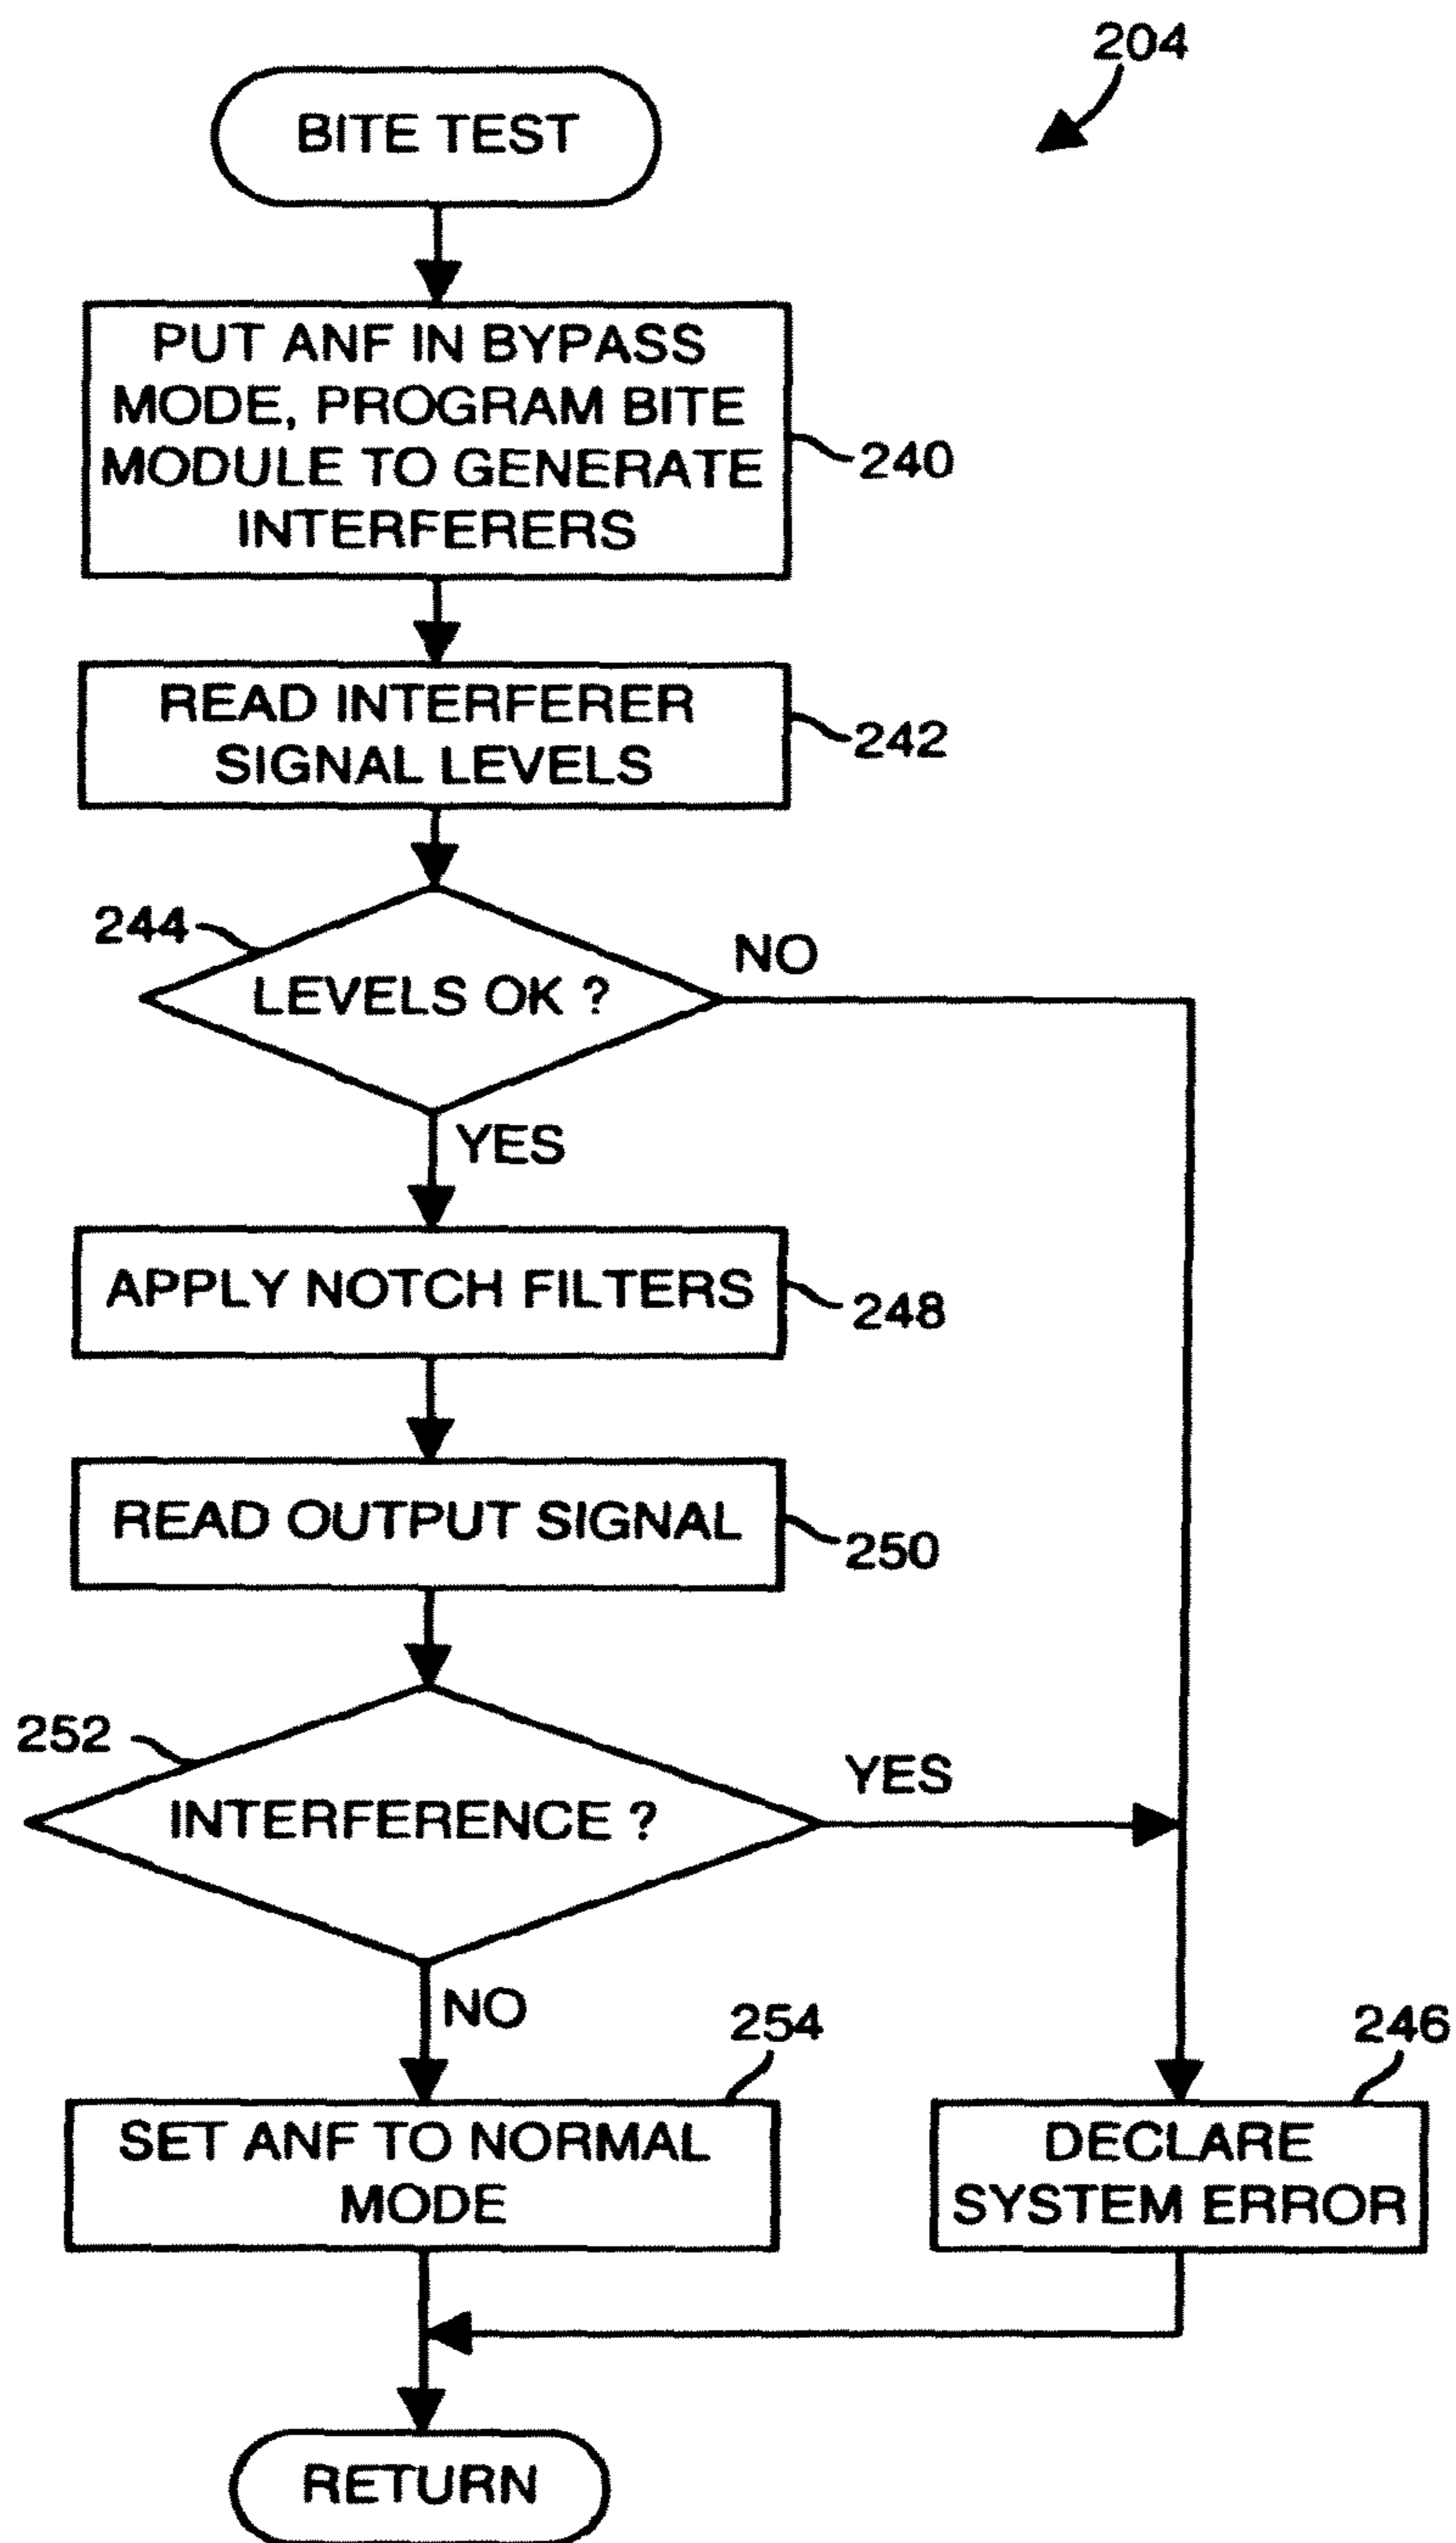 204
BITE TEST
PUT ANF IN BYPASS
MODE, PROGRAM BITE
MODULE TO GENERATE
INTERFERERS
240
READ INTERFERER
SIGNAL LEVELS
242
244
LEVELS OK ?
NO
YES
APPLY NOTCH FILTERS
248
READ OUTPUT SIGNAL
250
252
INTERFERENCE ?
YES
NO
254
246
SET ANF TO NORMAL
MODE
DECLARE
SYSTEM ERROR
RETURN